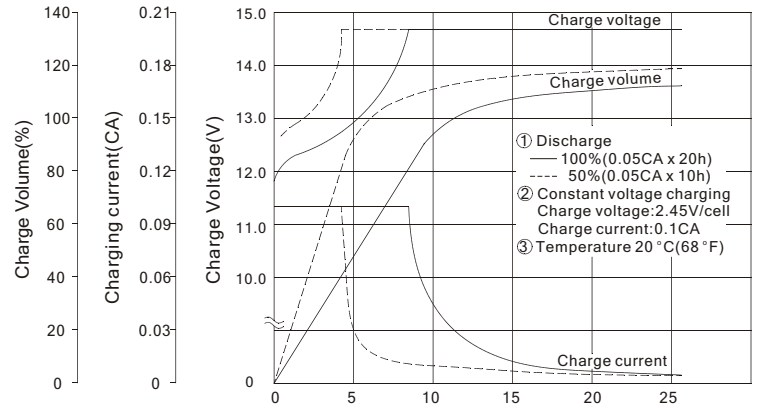 140
120
100
80
60
40
20
0
Charge Volume(%)
0.21
0.18
0.15
0.12
0.09
0.06
0.03
0
Charging current(CA)
15.0
14.0
13.0
12.0
11.0
10.0
0
Charge Voltage(V)
Charge voltage
Charge volume
① Discharge
100%(0.05CA x 20h)
50%(0.05CA x 10h)
② Constant voltage charging
Charge voltage:2.45V/cell
Charge current:0.1CA
③ Temperature 20 °C(68 °F)
Charge current
0 5 10 15 20 25